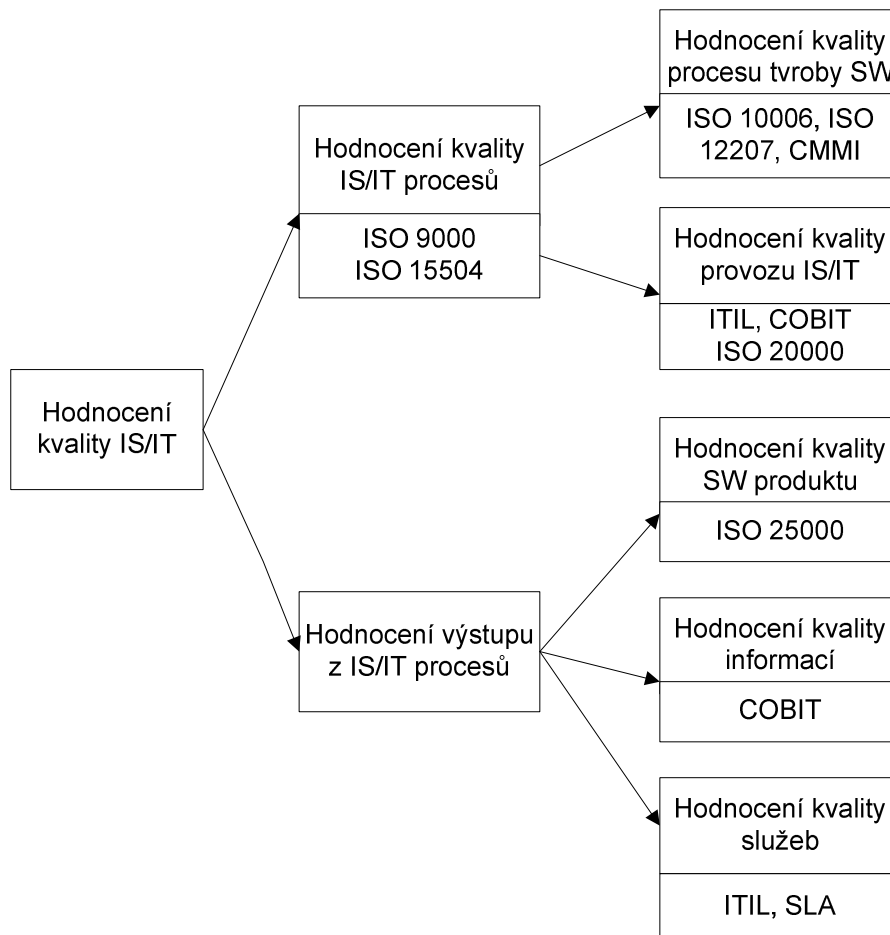 Hodnocení
kvality IS/IT
Hodnocení kvality
IS/IT procesů
ISO 9000
ISO 15504
Hodnocení kvality
procesu tvroby SW
ISO 10006, ISO
12207, CMMI
Hodnocení kvality
provozu IS/IT
ITIL, COBIT
ISO 20000
Hodnocení výstupu
z IS/IT procesů
Hodnocení kvality
SW produktu
ISO 25000
Hodnocení kvality
informací
COBIT
Hodnocení kvality
služeb
ITIL, SLA